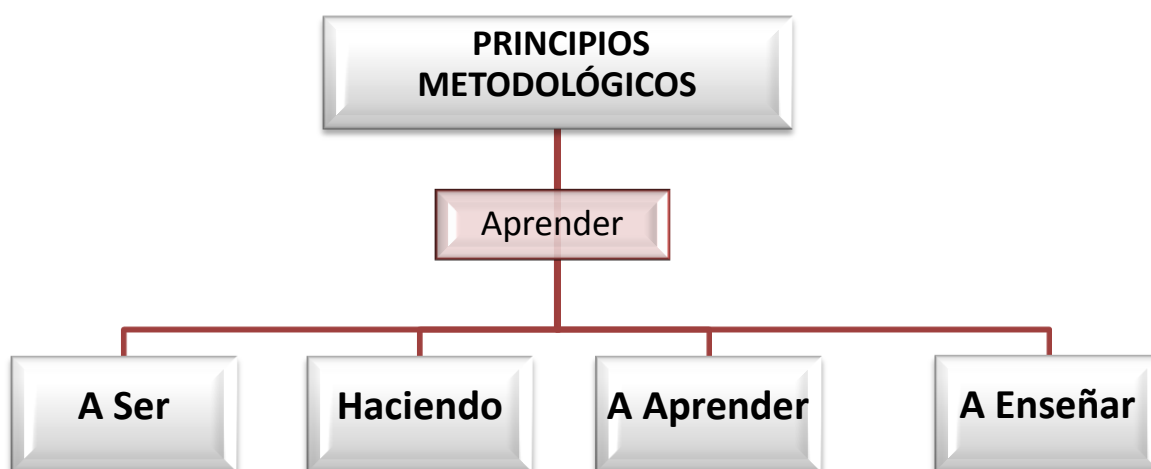 PRINCIPIOS
METODOLÓGICOS
Aprender
A Ser
Haciendo
A Aprender
A Enseñar